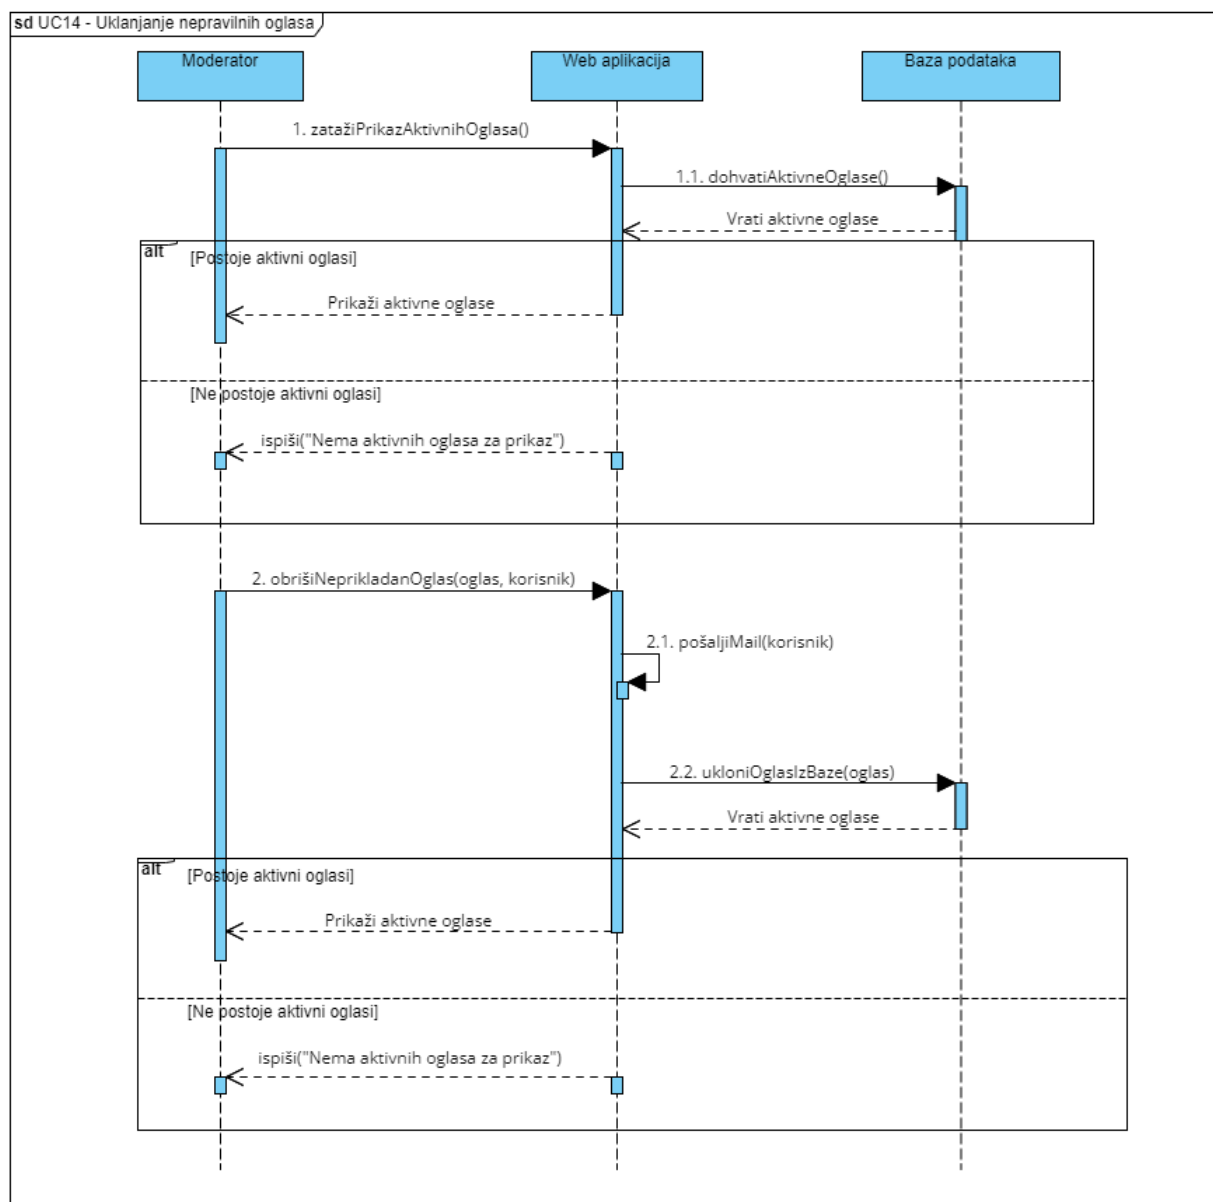 sd UC14 - Uklanjanje nepravilnih oglasa
Moderator
Web aplikacija
Baza podataka
1. zatažiPrikazAktivnihOglasa()
1.1. dohvatiAktivneOglase()
Vrati aktivne oglase
alt
[Postoje aktivni oglasi]
Prikaži aktivne oglase
[Ne postoje aktivni oglasi]
ispiši("Nema aktivnih oglasa za prikaz")
2. obrišiNeprikladanOglas(oglas, korisnik)
2.1. pošaljiMail(korisnik)
2.2. ukloniOglasIzBaze(oglas)
Vrati aktivne oglase
alt
[Postoje aktivni oglasi]
Prikaži aktivne oglase
[Ne postoje aktivni oglasi]
ispiši("Nema aktivnih oglasa za prikaz")